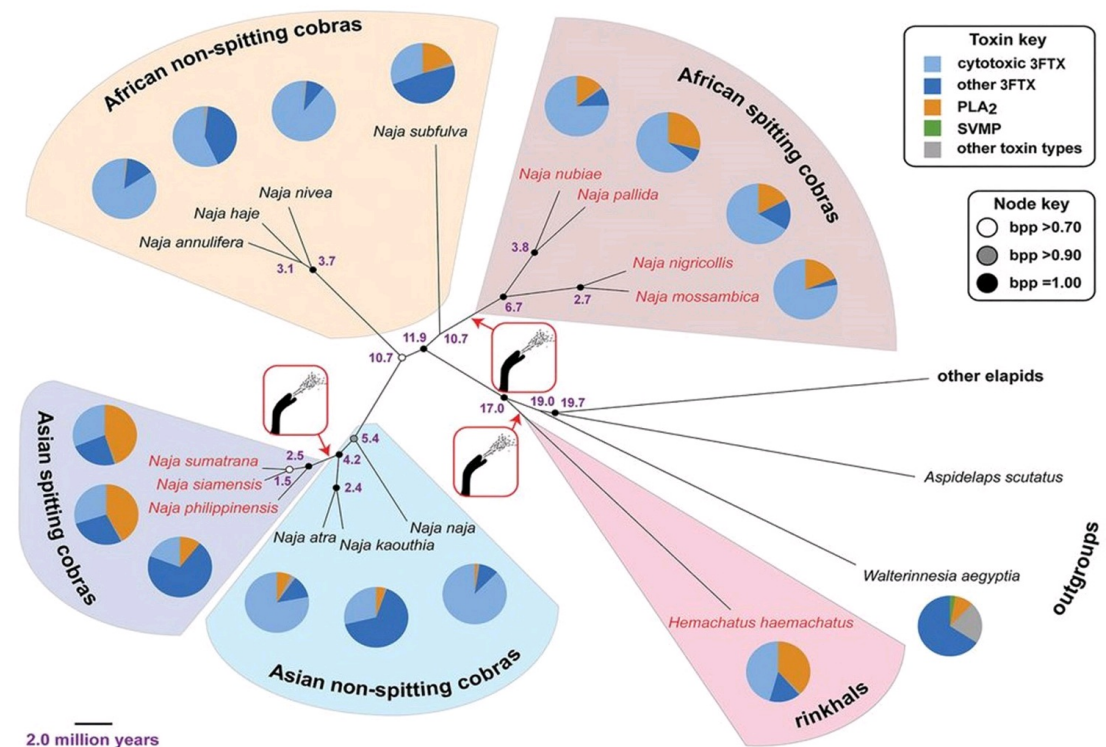 African non-spitting cobras
Naja subfulva
Naja nivea
Naja haje
Naja annulifera
3.1
3.7
African spitting cobras
Naja nubiae
Naja pallida
3.8
Naja nigricollis
Naja mossambica
6.7
2.7
Toxin key
cytotoxic 3FTX
other 3FTX
PLA2
SVMP
other toxin types
Node key
bpp >0.70
bpp >0.90
bpp =1.00
11.9
10.7
10.7
17.0
19.0
19.7
other elapids
Aspidelaps scutatus
Walterinnesia aegyptia
outgroups
Hemachatus haemachatus
rinkhals
Asian spitting cobras
Naja sumatrana
Naja siamensis
Naja philippinensis
2.5
1.5
5.4
4.2
2.4
Naja atra
Naja kaouthia
Naja naja
Asian non-spitting cobras
2.0 million years